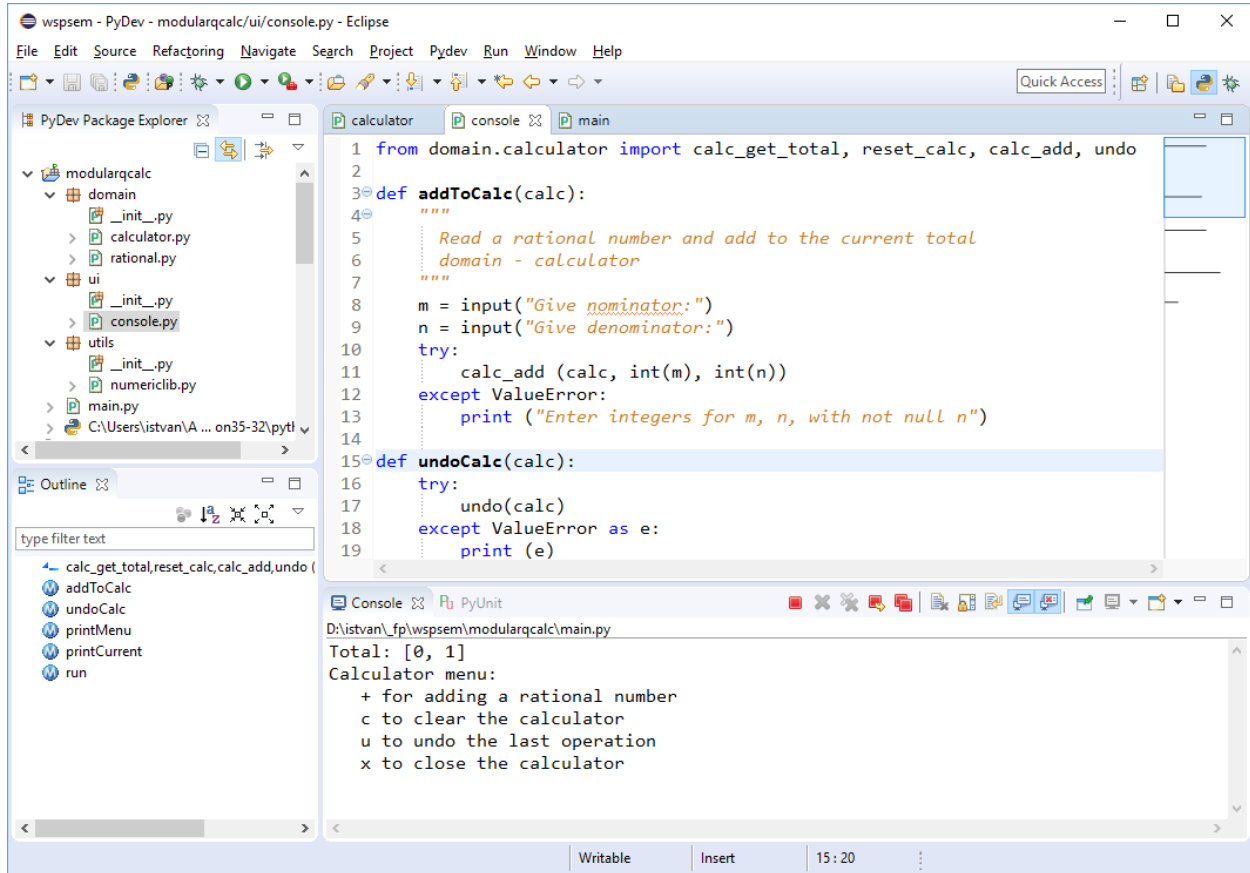 wspsem - PyDev - modularqcalc/ui/console.py - Eclipse
File Edit Source Refactoring Navigate Search Project Pydev Run Window Help
Quick Access
PyDev Package Explorer
modularqcalc
domain
__init__.py
calculator.py
rational.py
ui
__init__.py
console.py
utils
__init__.py
numericlib.py
main.py
C:\Users\istvan\A ... on35-32\pytl
Outline
type filter text
calc_get_total,reset_calc,calc_add,undo (
addToCalc
undoCalc
printMenu
printCurrent
run
calculator console main
1 from domain.calculator import calc_get_total, reset_calc, calc_add, undo
2
3 def addToCalc(calc):
4 """
5 Read a rational number and add to the current total
6 domain - calculator
7 """
8 m = input("Give nominator:")
9 n = input("Give denominator:")
10 try:
11 calc_add (calc, int(m), int(n))
12 except ValueError:
13 print ("Enter integers for m, n, with not null n")
14
15 def undoCalc(calc):
16 try:
17 undo(calc)
18 except ValueError as e:
19 print (e)
Console PyUnit
D:\istvan\_fp\wspsem\modularqcalc\main.py
Total: [0, 1]
Calculator menu:
+ for adding a rational number
c to clear the calculator
u to undo the last operation
x to close the calculator
Writable Insert 15 : 20